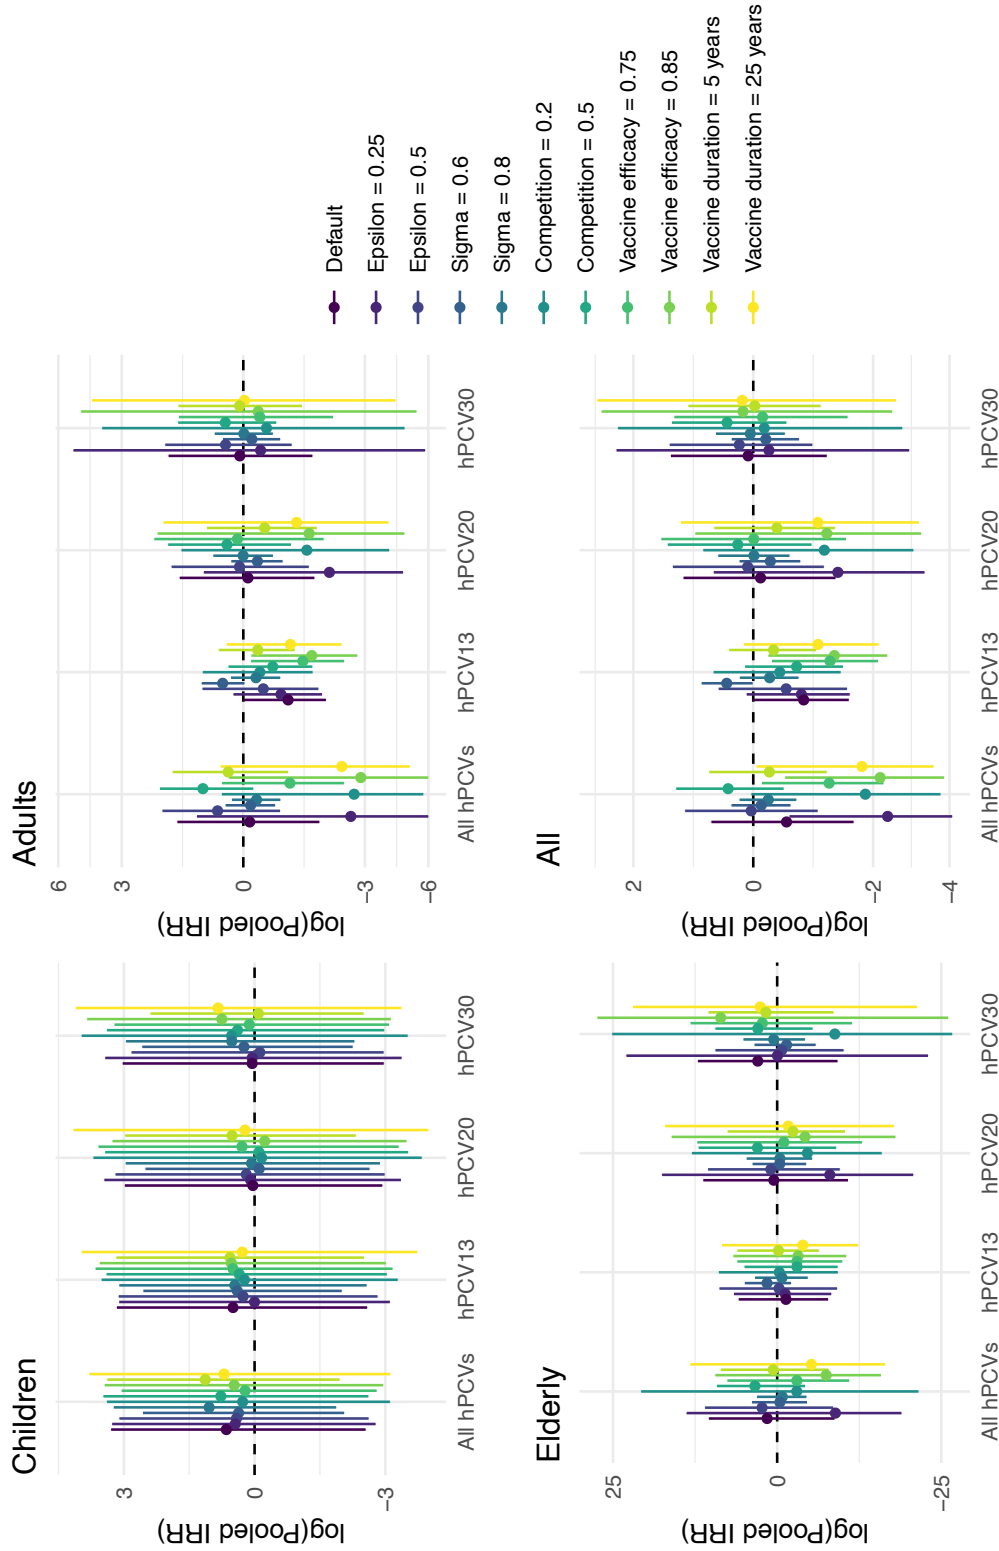 Children
log(Pooled IRR)
3
0
−3
All hPCVs
hPCV13
hPCV20
hPCV30
Adults
log(Pooled IRR)
6
3
0
−3
−6
All hPCVs
hPCV13
hPCV20
hPCV30
Elderly
log(Pooled IRR)
25
0
−25
All hPCVs
hPCV13
hPCV20
hPCV30
All
log(Pooled IRR)
2
0
−2
−4
All hPCVs
hPCV13
hPCV20
hPCV30
Default
Epsilon = 0.25
Epsilon = 0.5
Sigma = 0.6
Sigma = 0.8
Competition = 0.2
Competition = 0.5
Vaccine efficacy = 0.75
Vaccine efficacy = 0.85
Vaccine duration = 5 years
Vaccine duration = 25 years